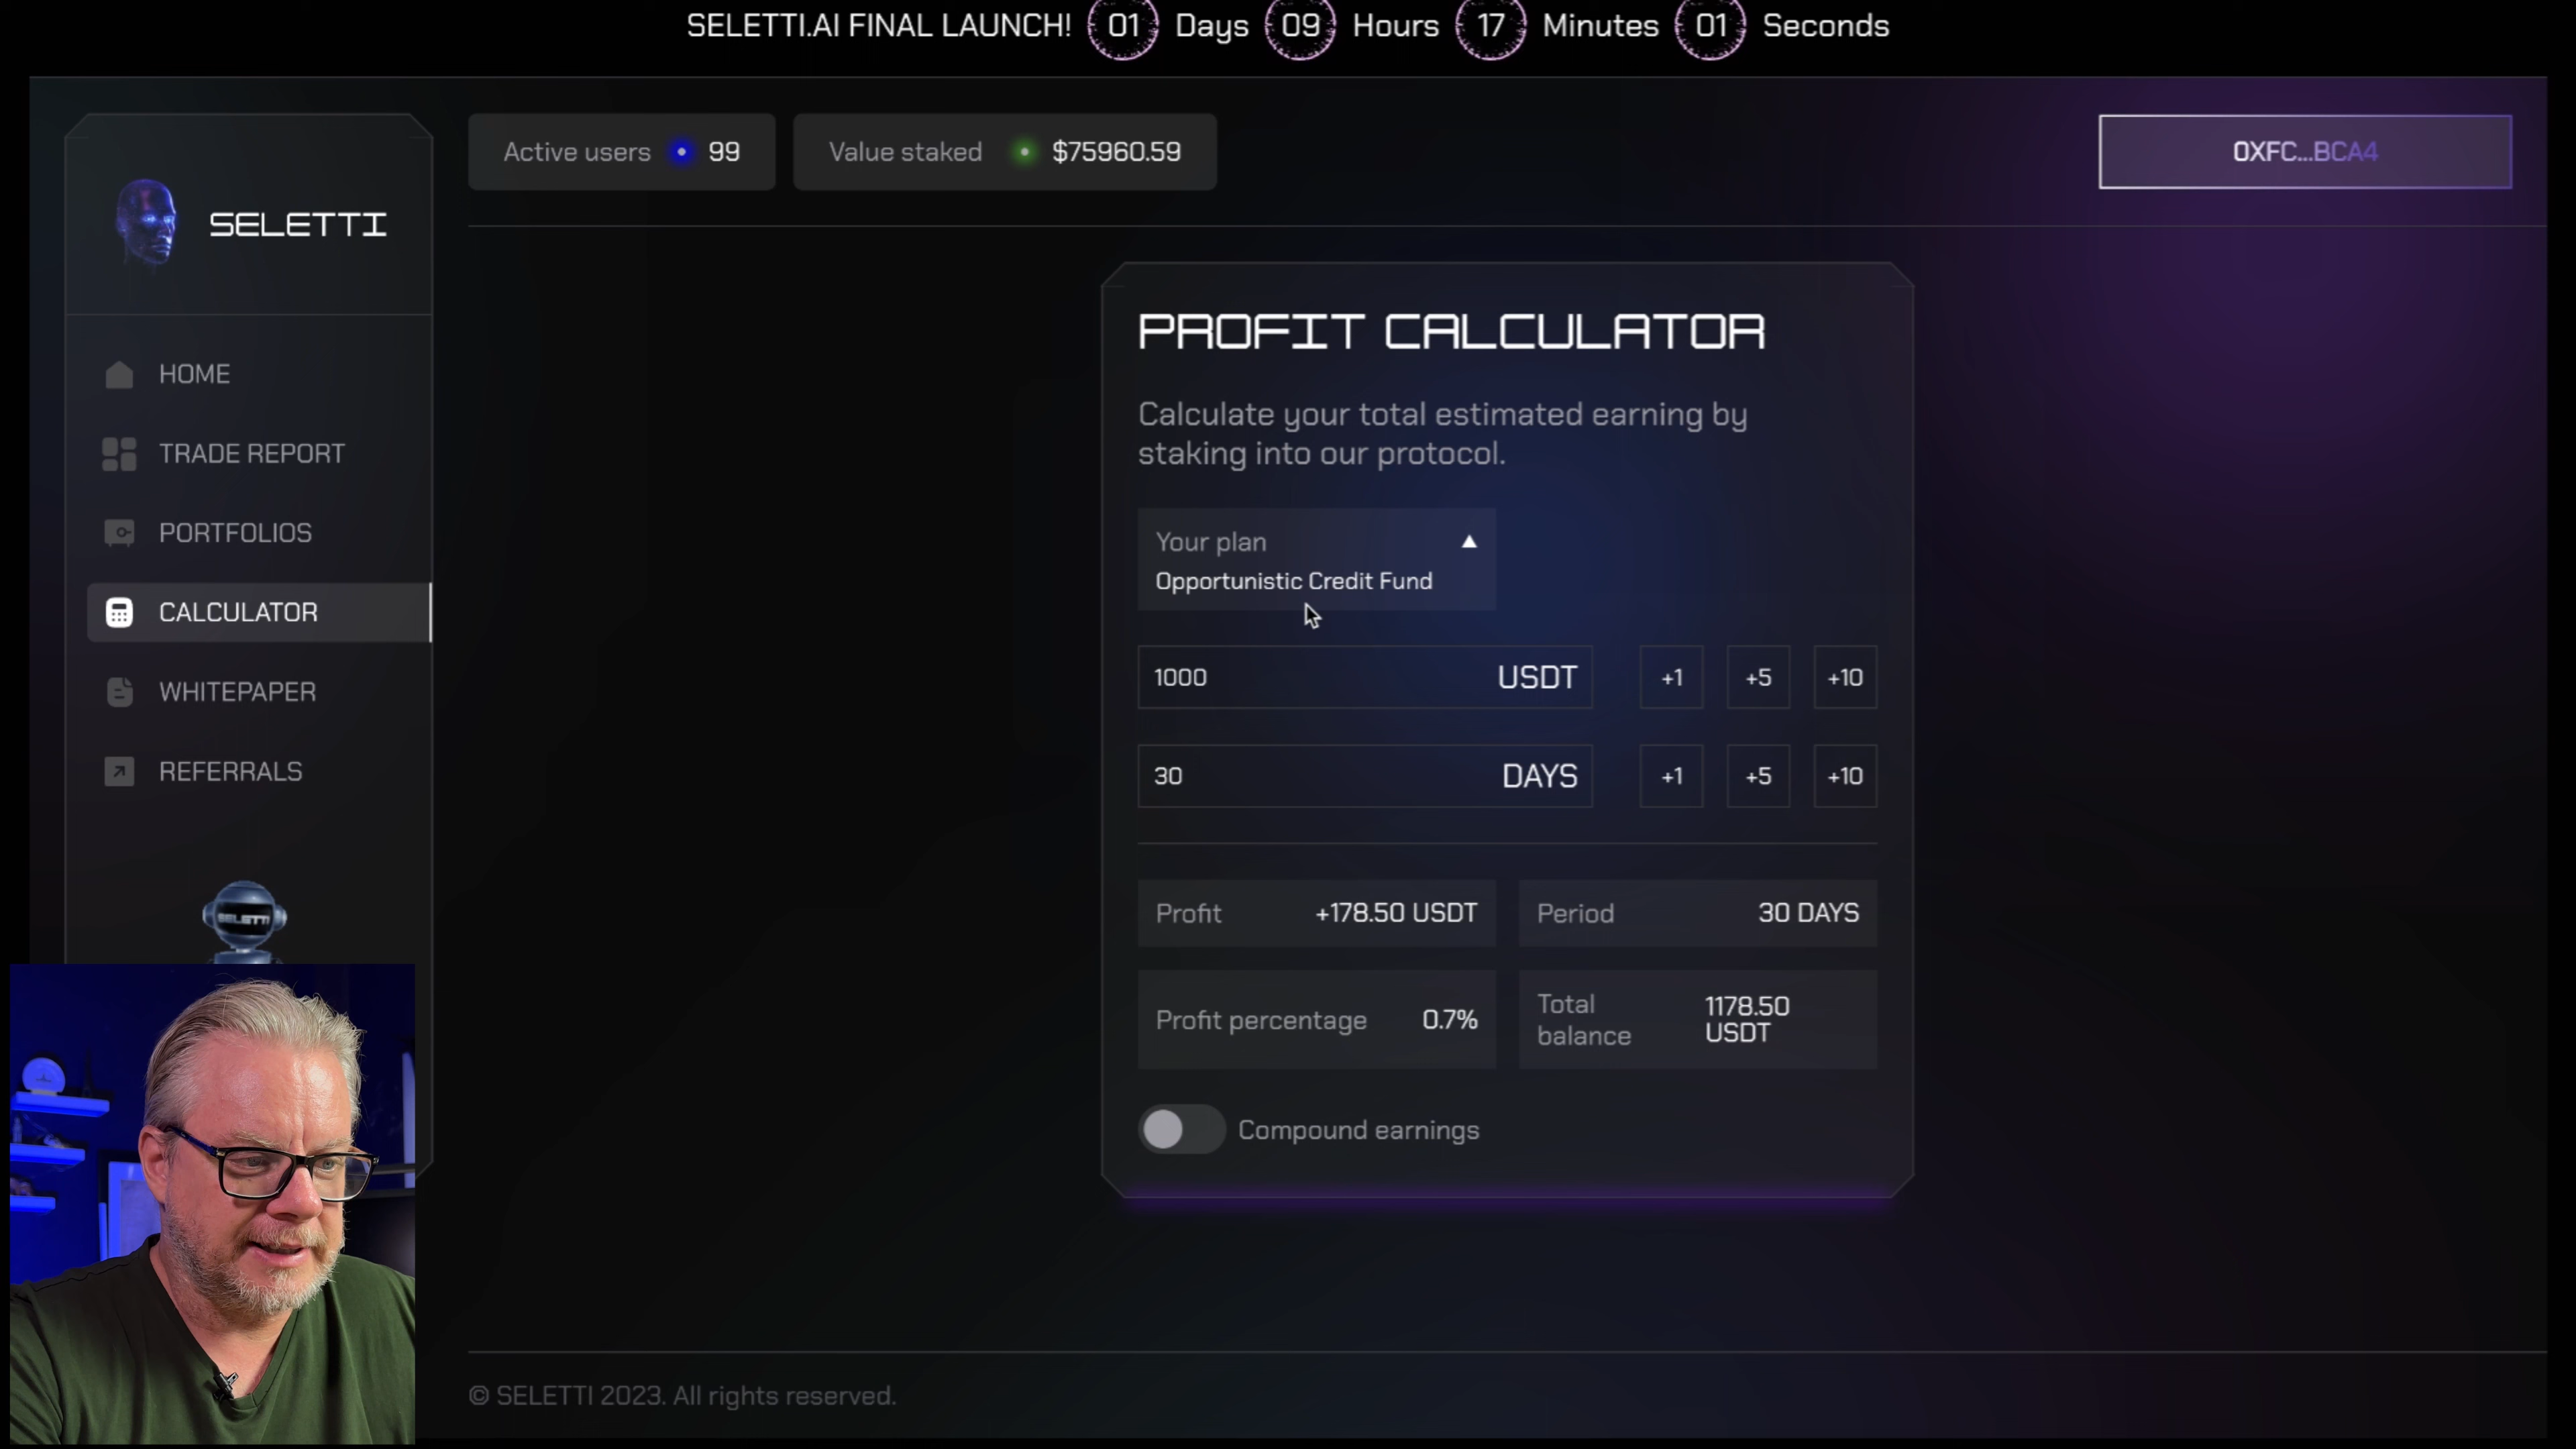 SELETTI.AI FINAL LAUNCH! 01 Days 09 Hours 17 Minutes 01 Seconds
Active users 99
Value staked $75960.59
0XFC...BCA4
SELETTI
HOME
TRADE REPORT
PORTFOLIOS
CALCULATOR
WHITEPAPER
REFERRALS
SELETTI
PROFIT CALCULATOR
Calculate your total estimated earning by
staking into our protocol.
Your plan
Opportunistic Credit Fund
1000 USDT +1 +5 +10
30 DAYS +1 +5 +10
Profit +178.50 USDT
Period 30 DAYS
Profit percentage 0.7%
Total
balance
1178.50
USDT
Compound earnings
© SELETTI 2023. All rights reserved.